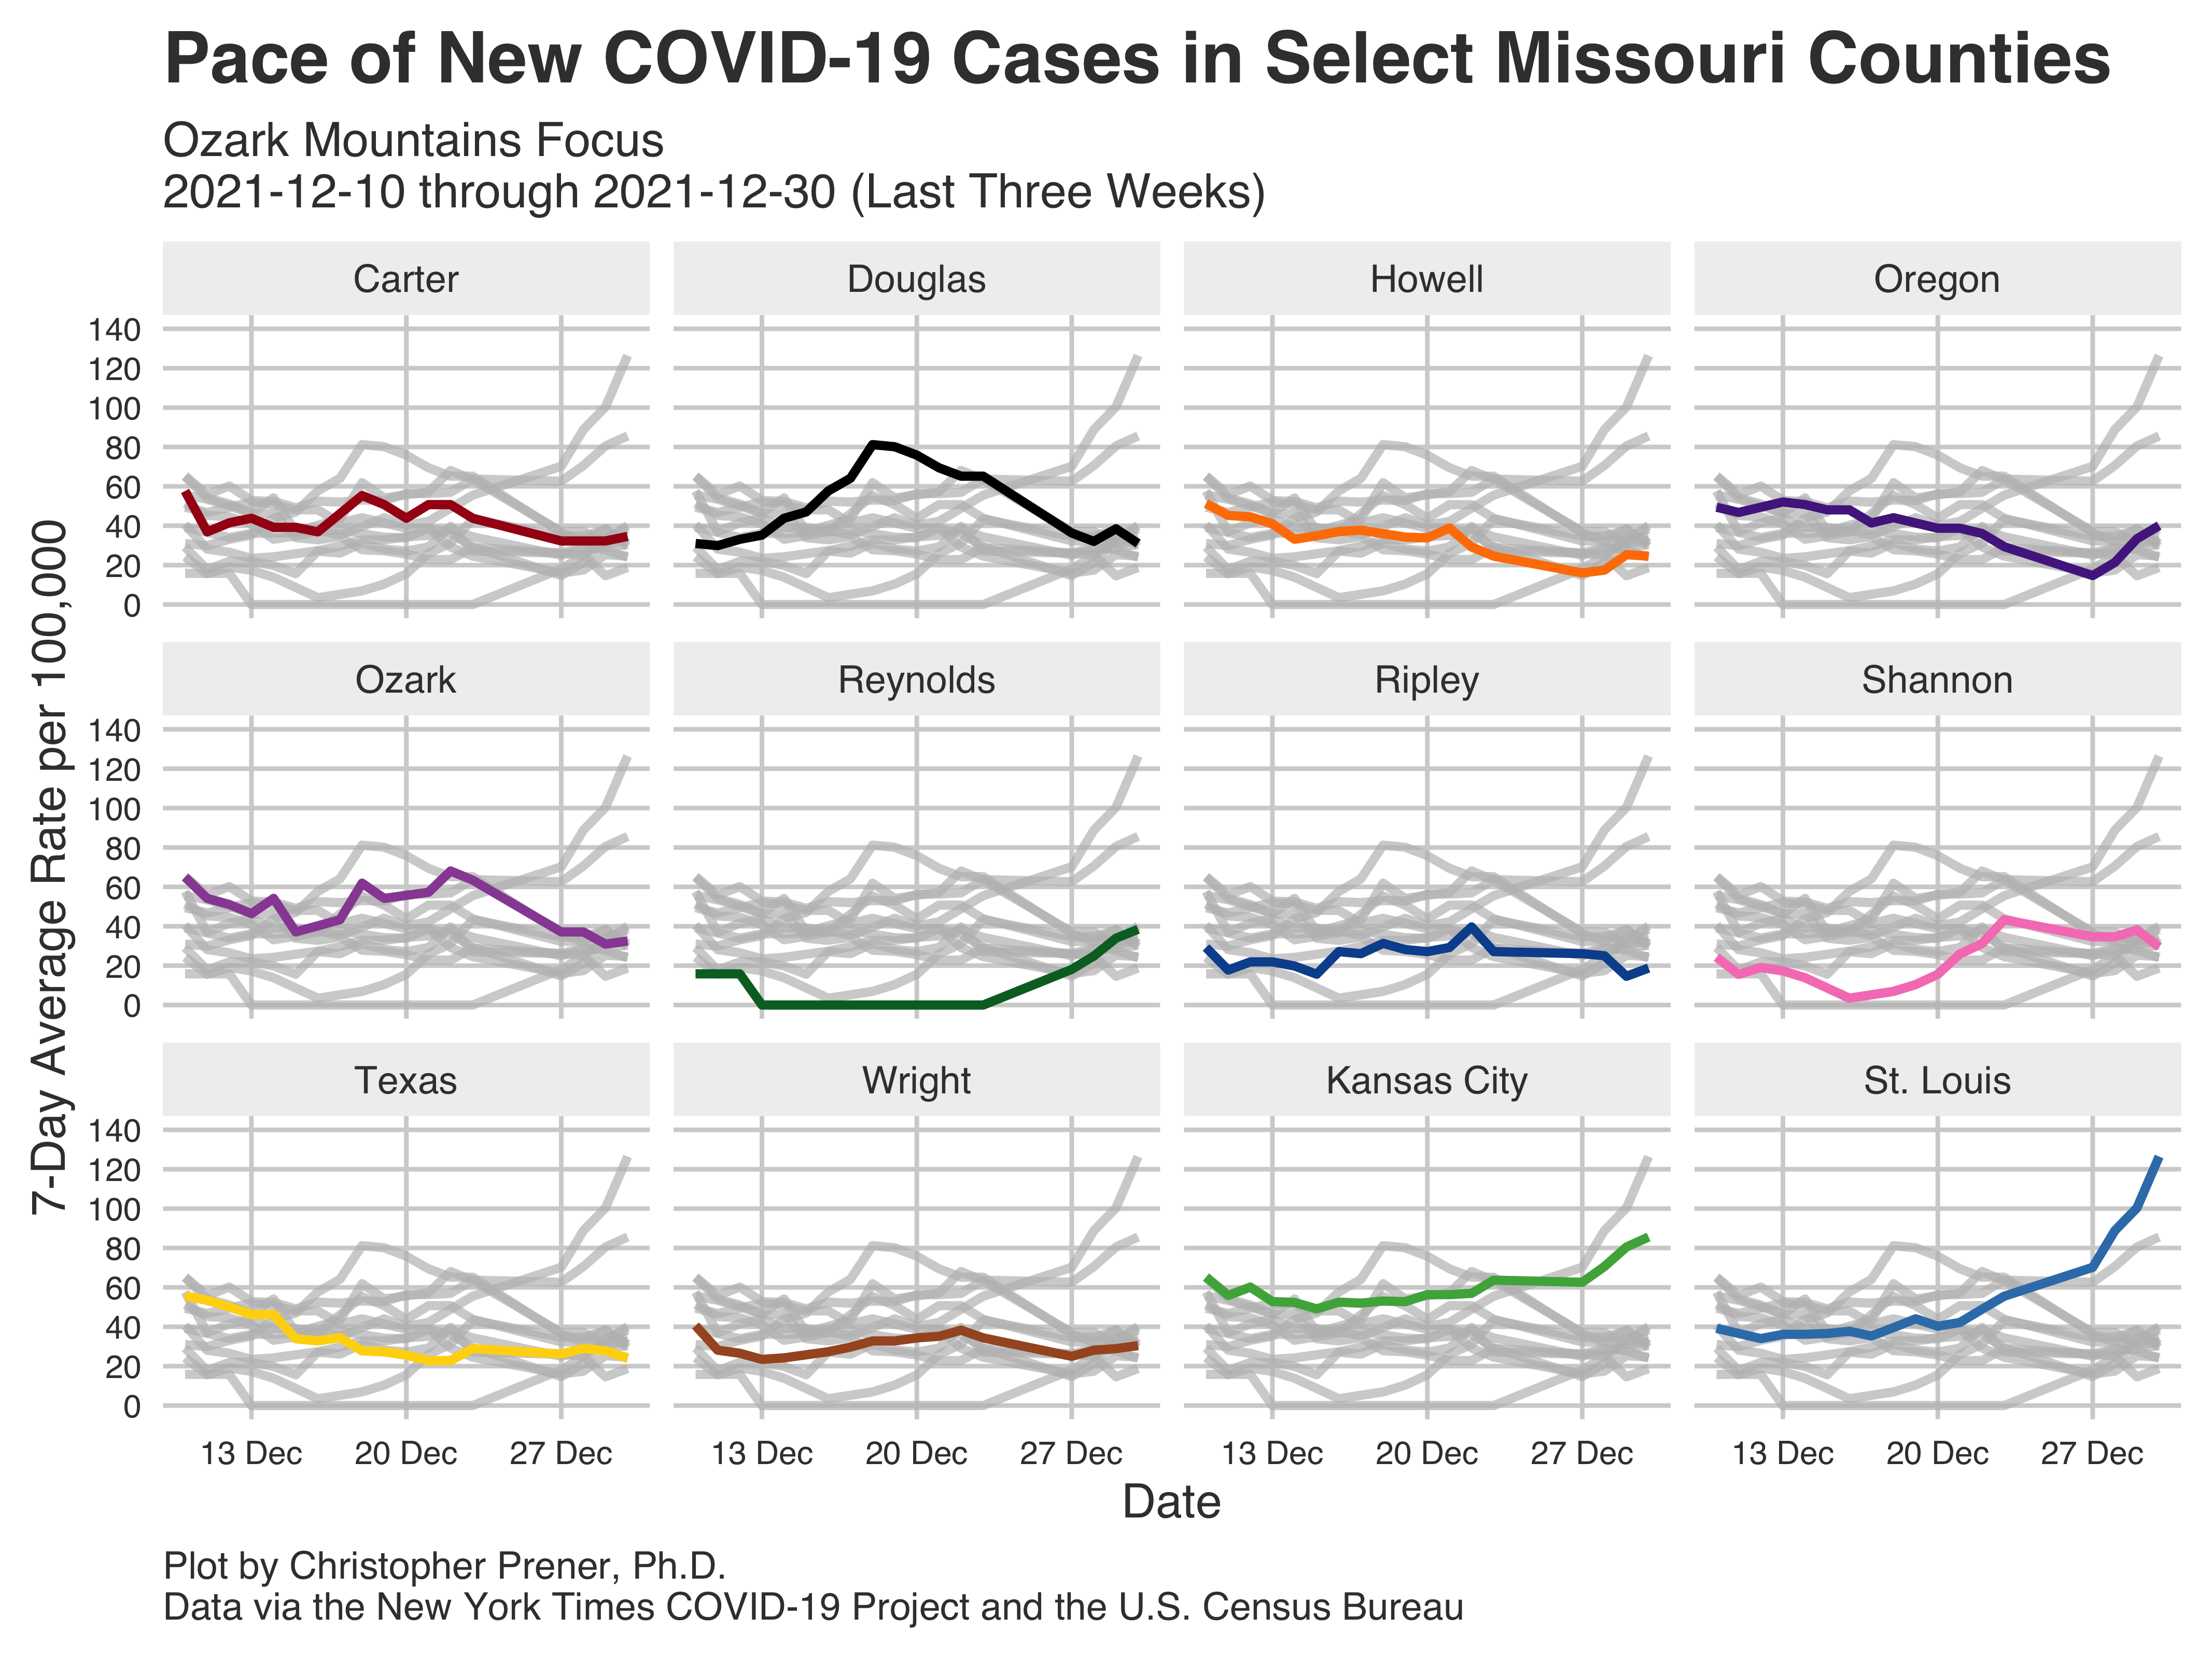 Pace of New COVID-19 Cases in Select Missouri Counties
Ozark Mountains Focus
2021-12-10 through 2021-12-30 (Last Three Weeks)
7-Day Average Rate per 100,000
Carter
Douglas
Howell
Oregon
140
120
100
80
60
40
20
0
Ozark
Reynolds
Ripley
Shannon
140
120
100
80
60
40
20
0
Texas
Wright
Kansas City
St. Louis
140
120
100
80
60
40
20
0
13 Dec 20 Dec 27 Dec
13 Dec 20 Dec 27 Dec
13 Dec 20 Dec 27 Dec
13 Dec 20 Dec 27 Dec
Date
Plot by Christopher Prener, Ph.D.
Data via the New York Times COVID-19 Project and the U.S. Census Bureau